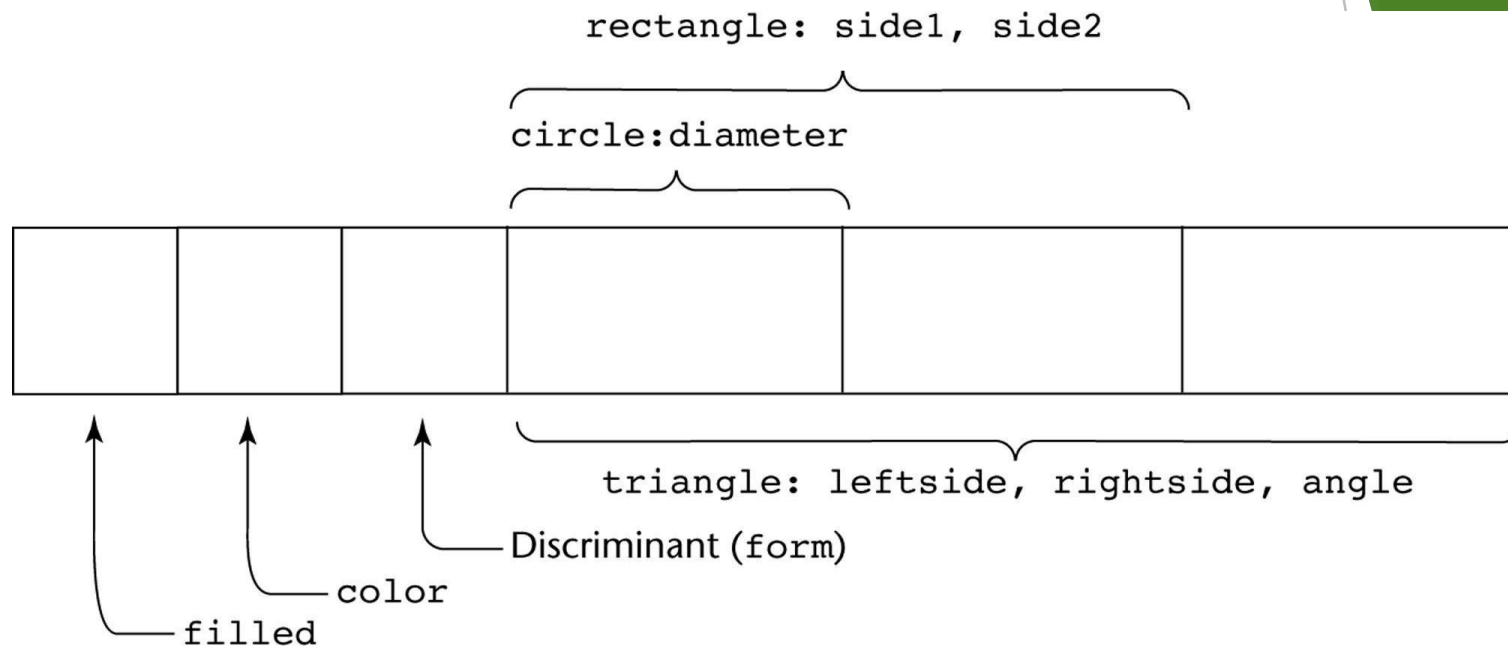 rectangle: side1, side2
circle:diameter
triangle: leftside, rightside, angle
Discriminant (form)
color
filled